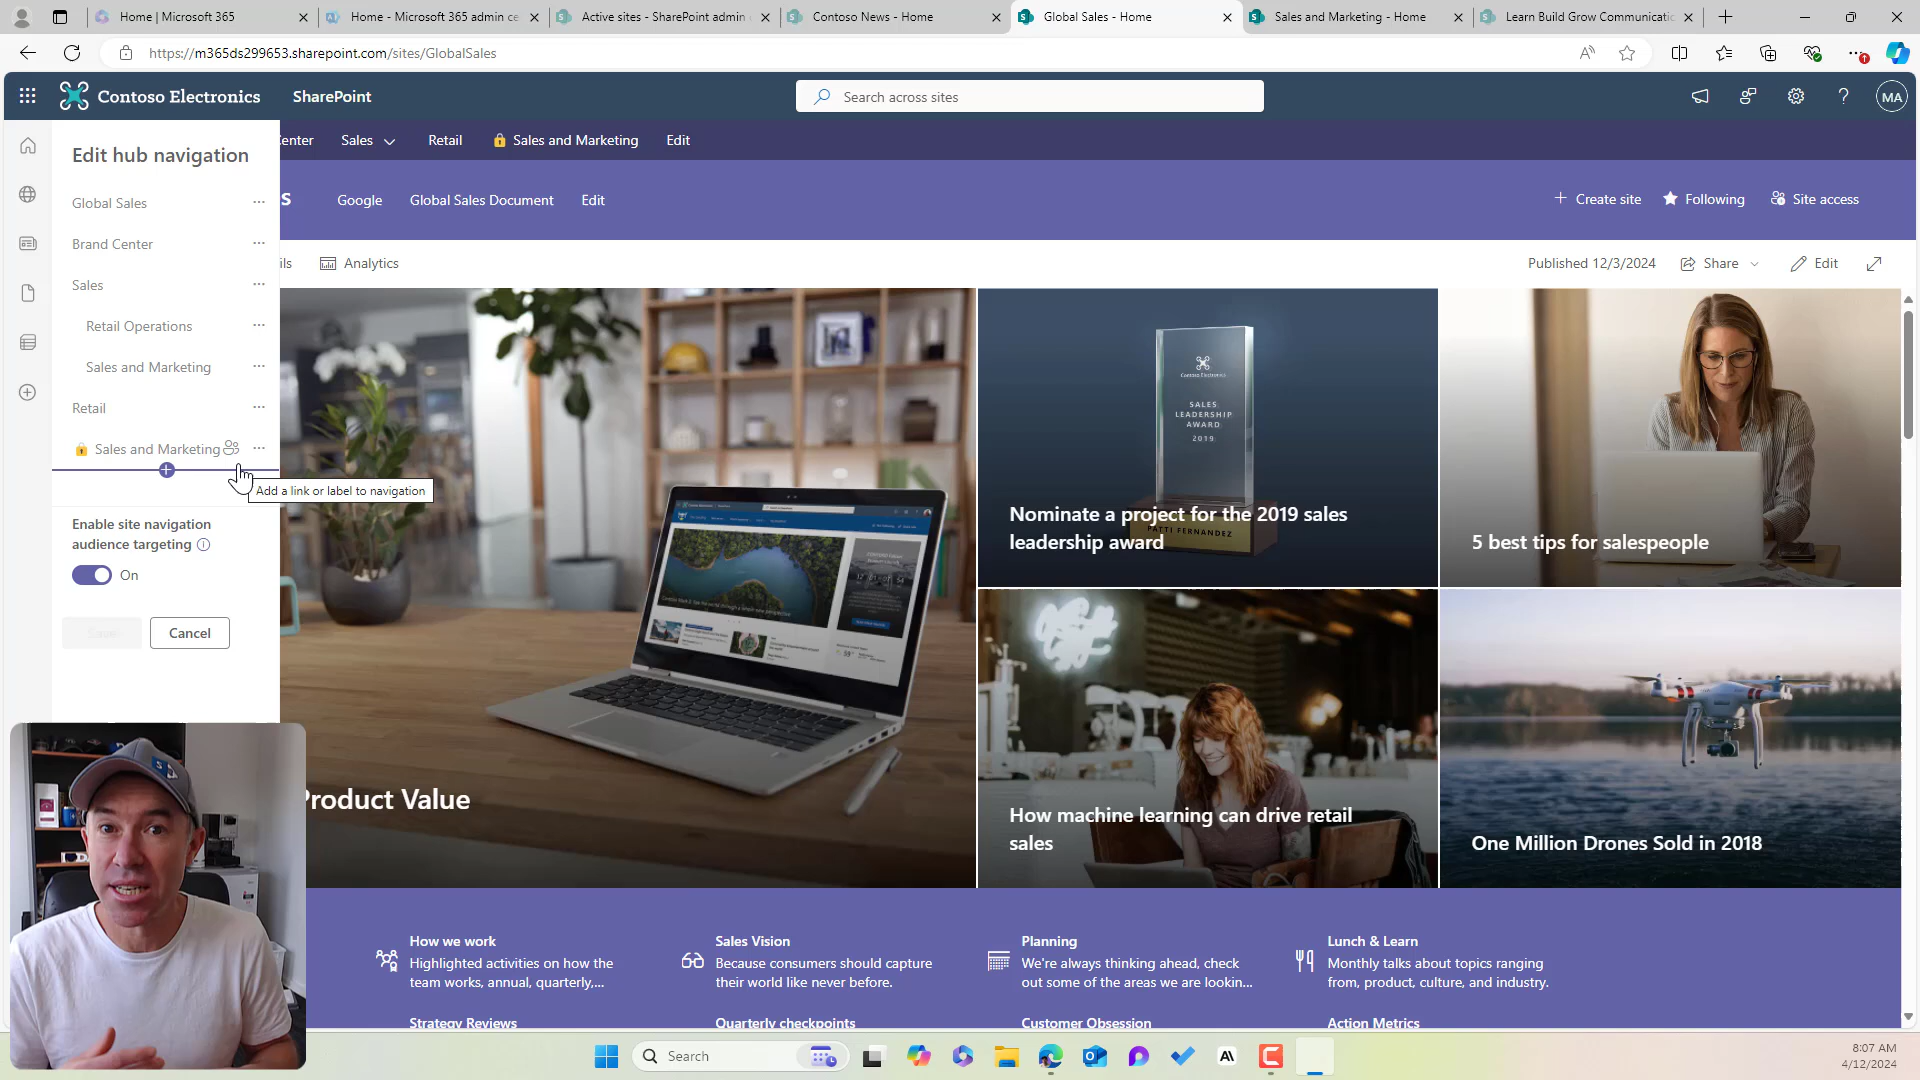 Home | Microsoft 365
Home - Microsoft 365 admin ce
Active sites - SharePoint admin
Contoso News - Home
Global Sales - Home
Sales and Marketing - Home
Learn Build Grow Communicatio
https://m365ds299653.sharepoint.com/sites/GlobalSales
Contoso Electronics
SharePoint
Search across sites
MA
Edit hub navigation
enter
Sales
Retail
Sales and Marketing
Edit
Global Sales
Brand Center
Sales
Retail Operations
Sales and Marketing
Retail
Sales and Marketing
Add a link or label to navigation
Enable site navigation
audience targeting
On
Cancel
s
Google
Global Sales Document
Edit
Create site
Following
Site access
ils
Analytics
Published 12/3/2024
Share
Edit
Contoso Electronics
SALES
LEADERSHIP
AWARD
2019
PATTI FERNANDEZ
Nominate a project for the 2019 sales
leadership award
5 best tips for salespeople
Product Value
How machine learning can drive retail
sales
One Million Drones Sold in 2018
How we work
Highlighted activities on how the
team works, annual, quarterly,...
Sales Vision
Because consumers should capture
their world like never before.
Planning
We're always thinking ahead, check
out some of the areas we are lookin...
Lunch & Learn
Monthly talks about topics ranging
from, product, culture, and industry.
Strategy Reviews
Quarterly checkpoints
Customer Obsession
Action Metrics
Search
8:07 AM
4/12/2024